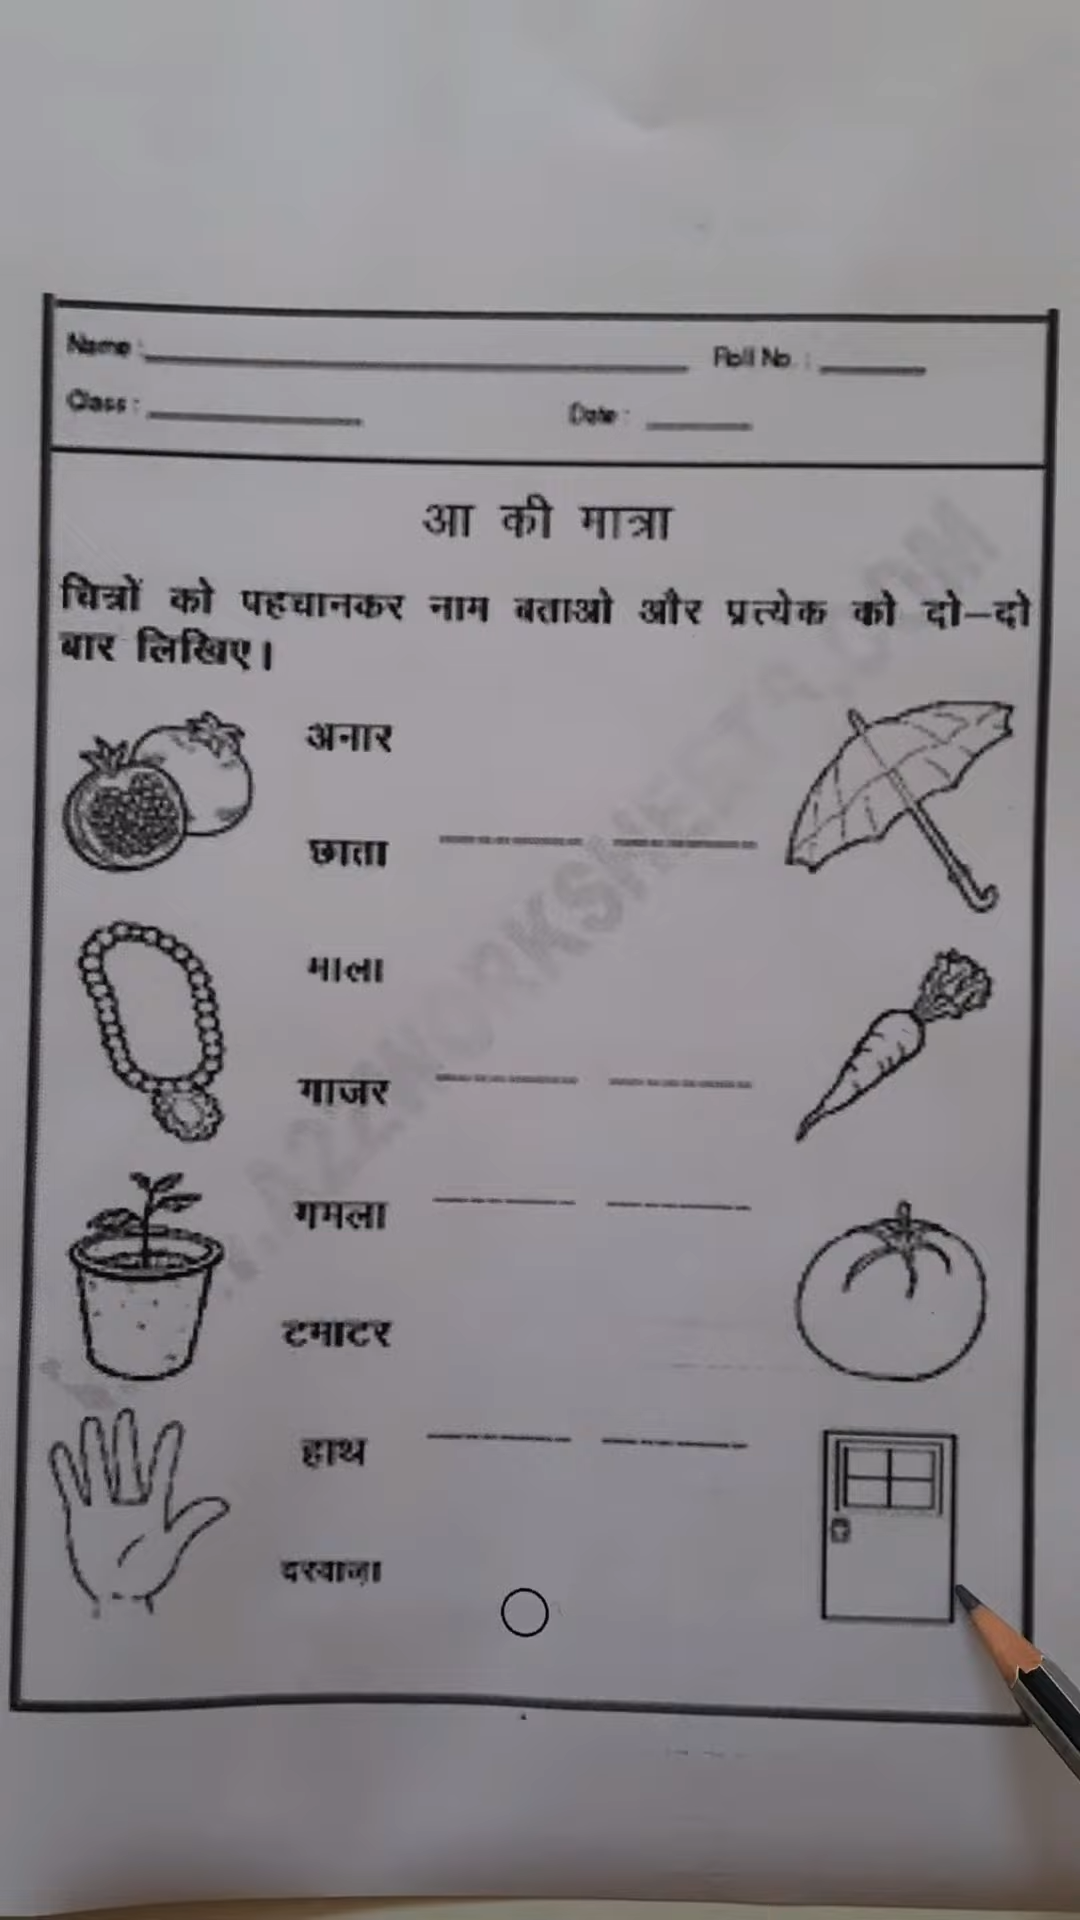 Name :
Roll No. :
Class :
Date :
आ की मात्रा
चित्रों को पहचानकर नाम बताओ और प्रत्येक को दो–दो
बार लिखिए।
अनार
छाता
माला
गाजर
गमला
टमाटर
हाथ
दरवाज़ा